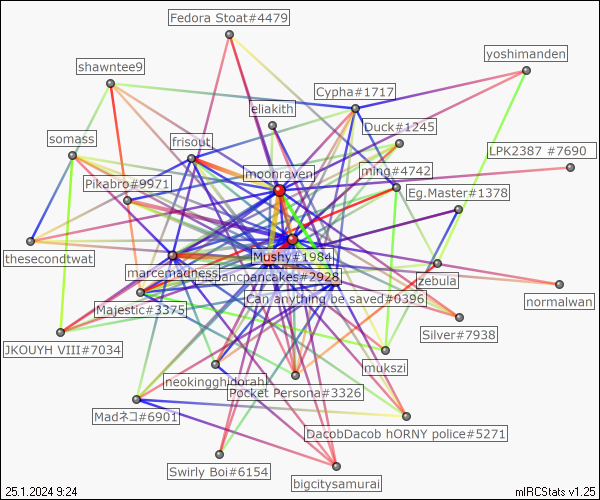 Fedora Stoat#4479
yoshimanden
shawntee9
Cypha#1717
eliakith
Duck#1245
somass
frisout
LPK2387 #7690
moonraven
ming#4742
Pikabro#9971
Eg.Master#1378
thesecondtwat
Mushy#1984
marcemadness
pancakes#2928
zebula
normalwan
Can anything be saved#0396
Majestic#3375
Silver#7938
JKOUYH VIII#7034
mukszi
neokingghidorah
Pocket Persona#3326
Madネコ#6901
DacobDacob hORNY police#5271
Swirly Boi#6154
bigcitysamurai
25.1.2024 9:24
mIRCStats v1.25